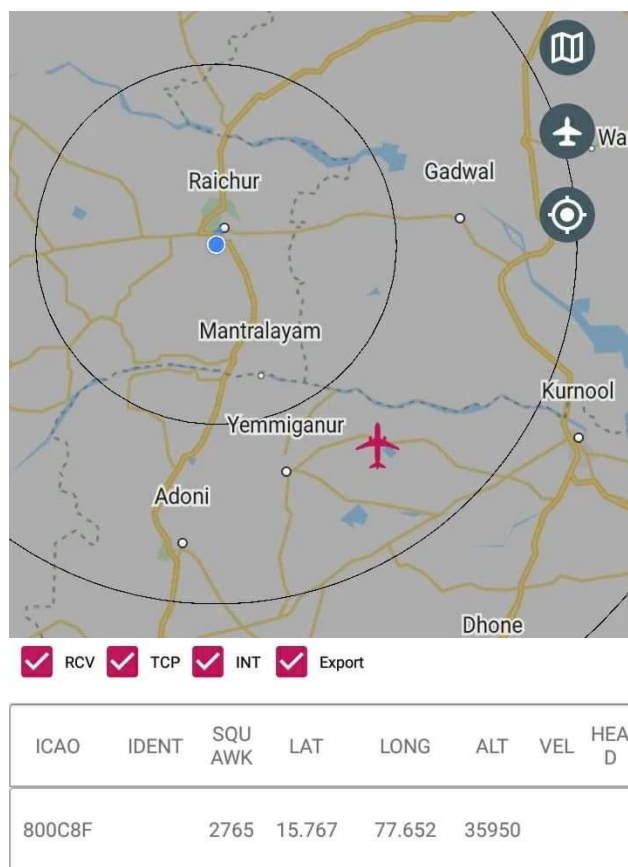 Wa
Gadwal
Raichur
Mantralayam
Kurnool
Yemmiganur
Adoni
Dhone
RCV TCP INT Export
ICAO IDENT SQU LAT LONG ALT VEL HEA
AWK D
800C8F 2765 15.767 77.652 35950